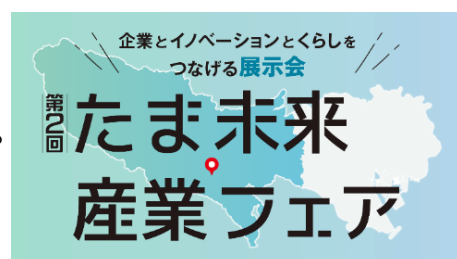 企業とイノベーションとくらしを
つなげる展示会
第2回
たま未来
産業フェア